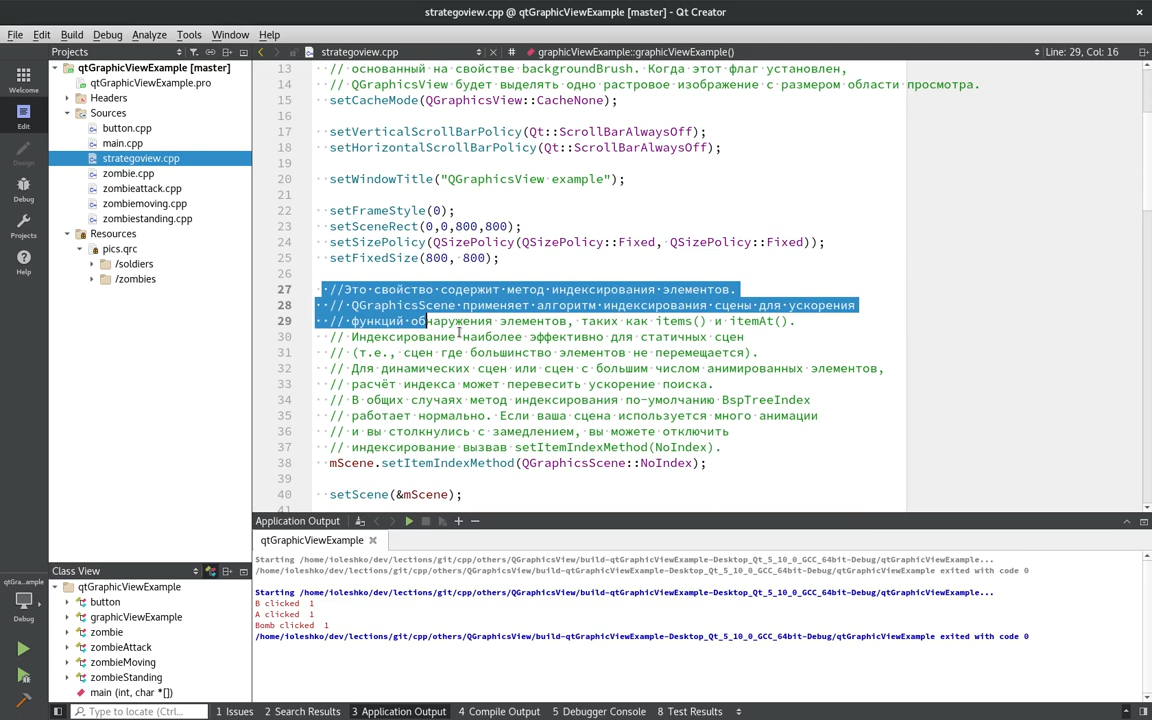 strategoview.cpp @ qtGraphicViewExample [master] - Qt Creator
File Edit Build Debug Analyze Tools Window Help
Projects
strategoview.cpp
# graphicViewExample::graphicViewExample()
Line: 29, Col: 16
Welcome
Edit
Design
Debug
Projects
Help
qtGraphicViewExample [master]
qtGraphicViewExample.pro
Headers
Sources
button.cpp
main.cpp
strategoview.cpp
zombie.cpp
zombieattack.cpp
zombiemoving.cpp
zombiestanding.cpp
Resources
pics.qrc
/soldiers
/zombies
13 // основанный на свойстве backgroundBrush. Когда этот флаг установлен,
14 // QGraphicsView будет выделять одно растровое изображение с размером области просмотра.
15 setCacheMode(QGraphicsView::CacheNone);
16
17 setVerticalScrollBarPolicy(Qt::ScrollBarAlwaysOff);
18 setHorizontalScrollBarPolicy(Qt::ScrollBarAlwaysOff);
19
20 setWindowTitle("QGraphicsView example");
21
22 setFrameStyle(0);
23 setSceneRect(0,0,800,800);
24 setSizePolicy(QSizePolicy(QSizePolicy::Fixed, QSizePolicy::Fixed));
25 setFixedSize(800, 800);
26
27 //Это свойство содержит метод индексирования элементов.
28 // QGraphicsScene применяет алгоритм индексирования сцены для ускорения
29 // функций обнаружения элементов, таких как items() и itemAt().
30 // Индексирование наиболее эффективно для статичных сцен
31 // (т.е., сцен где большинство элементов не перемещается).
32 // Для динамических сцен или сцен с большим числом анимированных элементов,
33 // расчёт индекса может перевесить ускорение поиска.
34 // В общих случаях метод индексирования по-умолчанию BspTreeIndex
35 // работает нормально. Если ваша сцена используется много анимации
36 // и вы столкнулись с замедлением, вы можете отключить
37 // индексирование вызвав setItemIndexMethod(NoIndex).
38 mScene.setItemIndexMethod(QGraphicsScene::NoIndex);
39
40 setScene(&mScene);
41
Application Output
qtGraphicViewExample
Starting /home/ioleshko/dev/lections/git/cpp/others/QGraphicsView/build-qtGraphicViewExample-Desktop_Qt_5_10_0_GCC_64bit-Debug/qtGraphicViewExample...
/home/ioleshko/dev/lections/git/cpp/others/QGraphicsView/build-qtGraphicViewExample-Desktop_Qt_5_10_0_GCC_64bit-Debug/qtGraphicViewExample exited with code 0
Starting /home/ioleshko/dev/lections/git/cpp/others/QGraphicsView/build-qtGraphicViewExample-Desktop_Qt_5_10_0_GCC_64bit-Debug/qtGraphicViewExample...
B clicked 1
A clicked 1
Bomb clicked 1
/home/ioleshko/dev/lections/git/cpp/others/QGraphicsView/build-qtGraphicViewExample-Desktop_Qt_5_10_0_GCC_64bit-Debug/qtGraphicViewExample exited with code 0
Class View
qtGraphicViewExample
button
graphicViewExample
zombie
zombieAttack
zombieMoving
zombieStanding
main (int, char *[])
qtGra...ample
Debug
Type to locate (Ctrl...
1 Issues 2 Search Results 3 Application Output 4 Compile Output 5 Debugger Console 8 Test Results